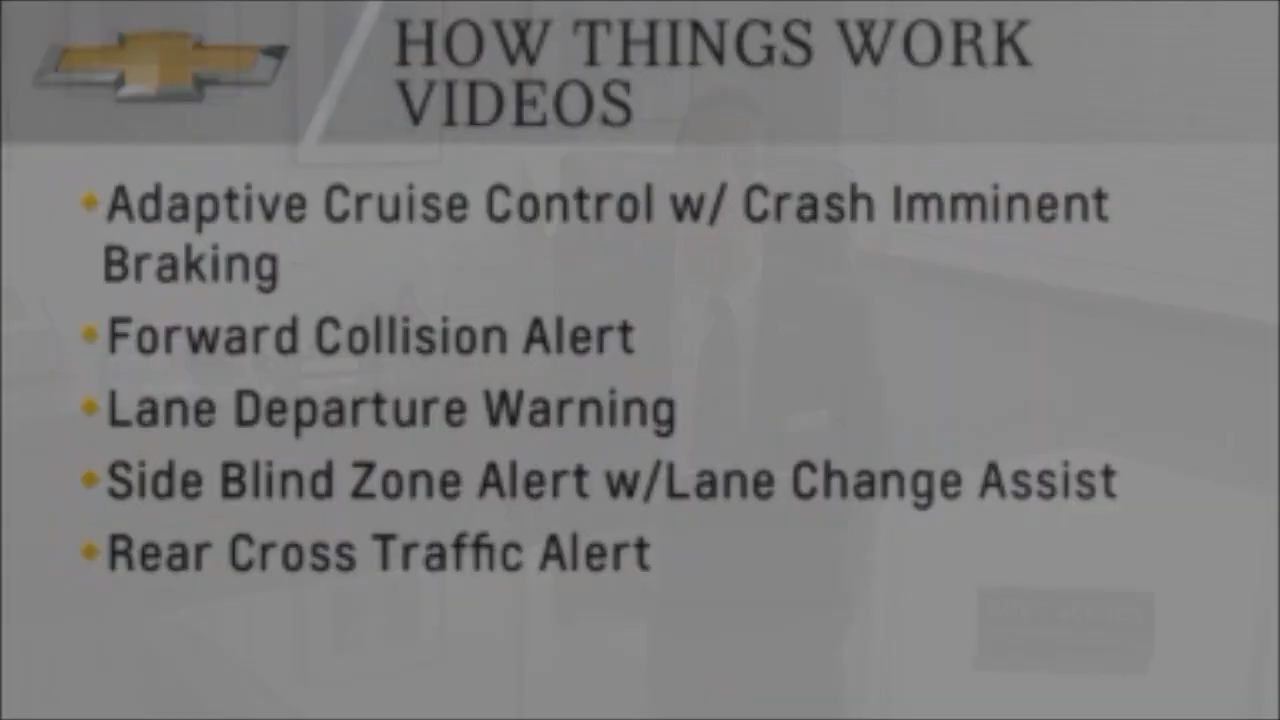 HOW THINGS WORK
VIDEOS
Adaptive Cruise Control w/ Crash Imminent
Braking
Forward Collision Alert
Lane Departure Warning
Side Blind Zone Alert w/Lane Change Assist
Rear Cross Traffic Alert